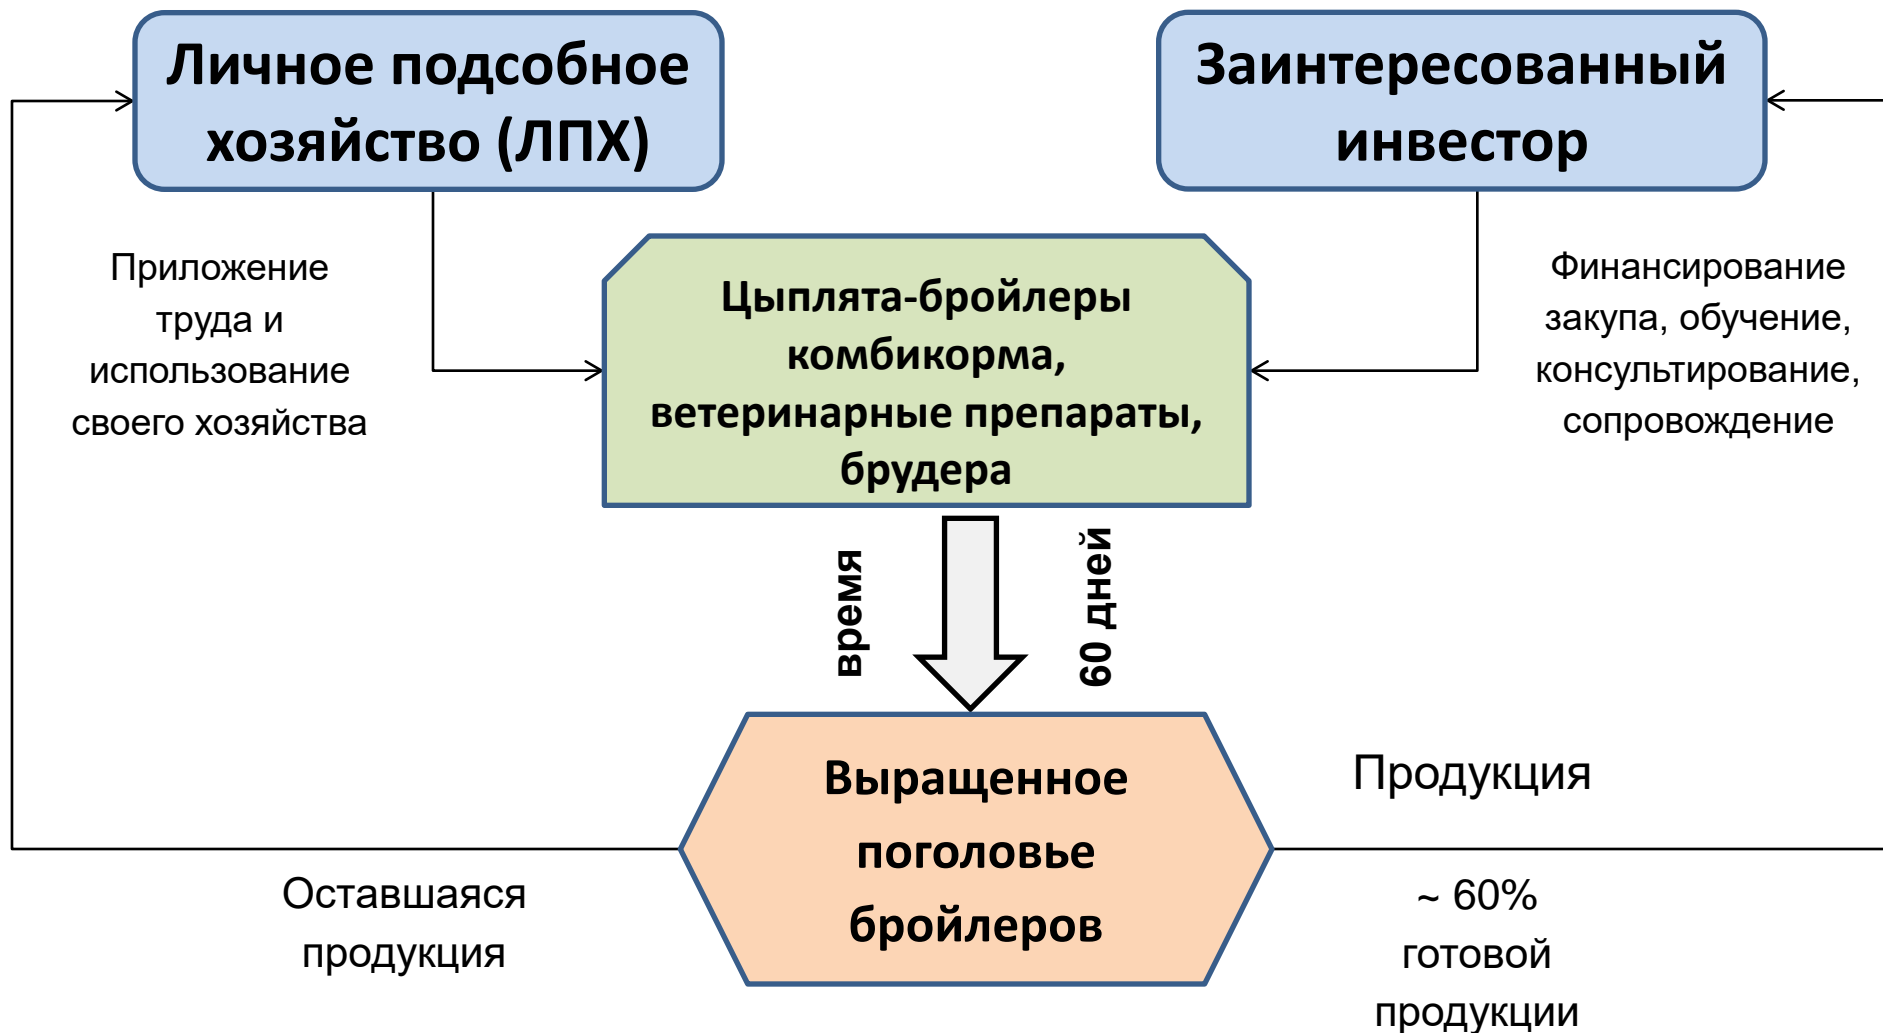 Личное подсобное
хозяйство (ЛПХ)
Заинтересованный
инвестор
Приложение
труда и
использование
своего хозяйства
Цыплята-бройлеры
комбикорма,
ветеринарные препараты,
брудера
Финансирование
закупа, обучение,
консультирование,
сопровождение
время
60 дней
Выращенное
поголовье
бройлеров
Продукция
Оставшаяся
продукция
~ 60%
готовой
продукции